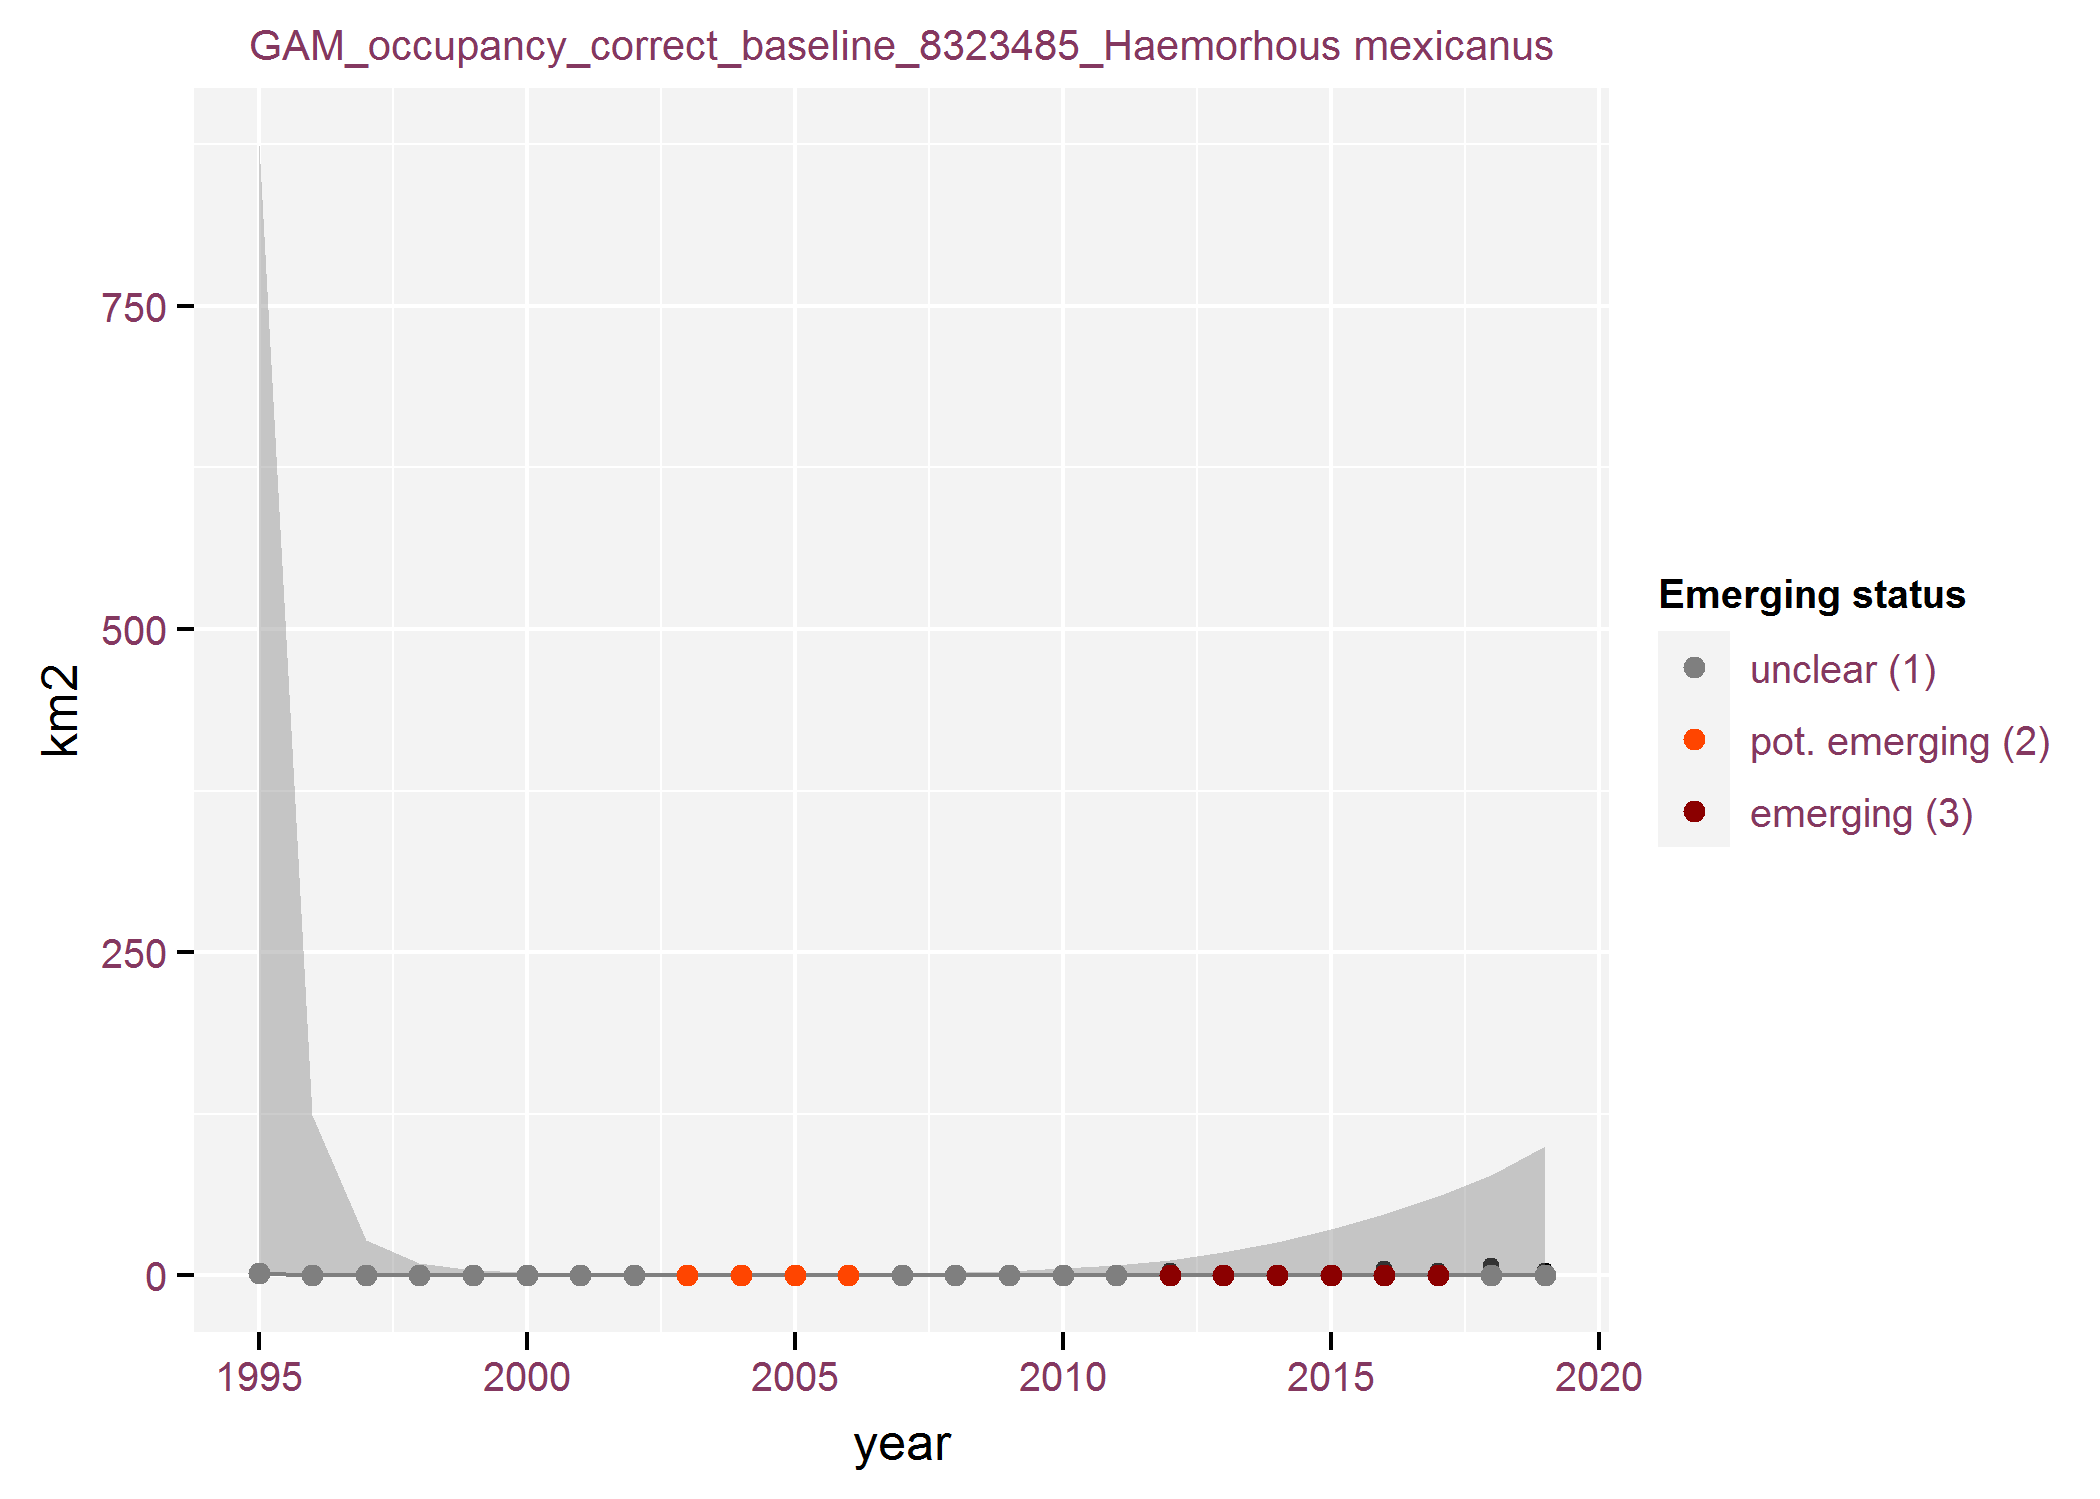 GAM_occupancy_correct_baseline_8323485_Haemorhous mexicanus
750
500
250
0
km2
1995 2000 2005 2010 2015 2020
year
Emerging status
unclear (1)
pot. emerging (2)
emerging (3)